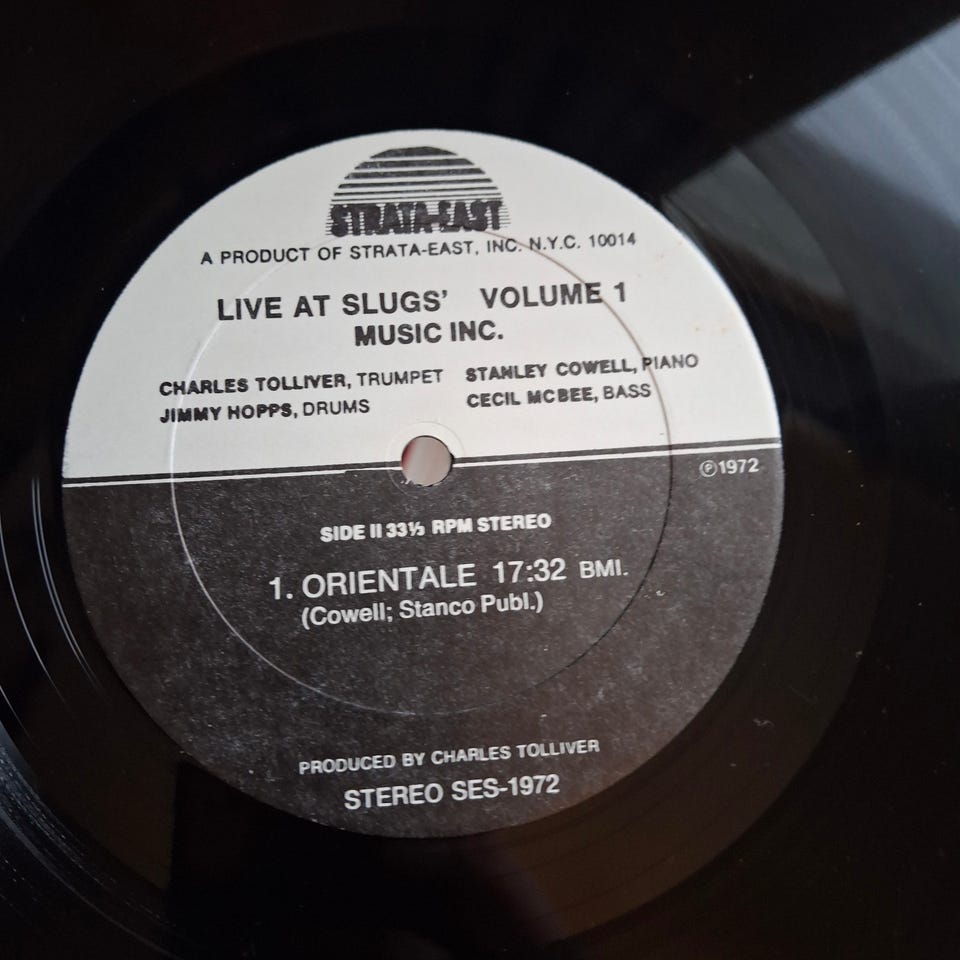 STRATA-EAST
A PRODUCT OF STRATA-EAST, INC. N.Y.C. 10014
LIVE AT SLUGS' VOLUME 1
MUSIC INC.
CHARLES TOLLIVER, TRUMPET STANLEY COWELL, PIANO
JIMMY HOPPS, DRUMS CECIL MCBEE, BASS
℗1972
SIDE II 33⅓ RPM STEREO
1. ORIENTALE 17:32 BMI.
(Cowell; Stanco Publ.)
PRODUCED BY CHARLES TOLLIVER
STEREO SES-1972